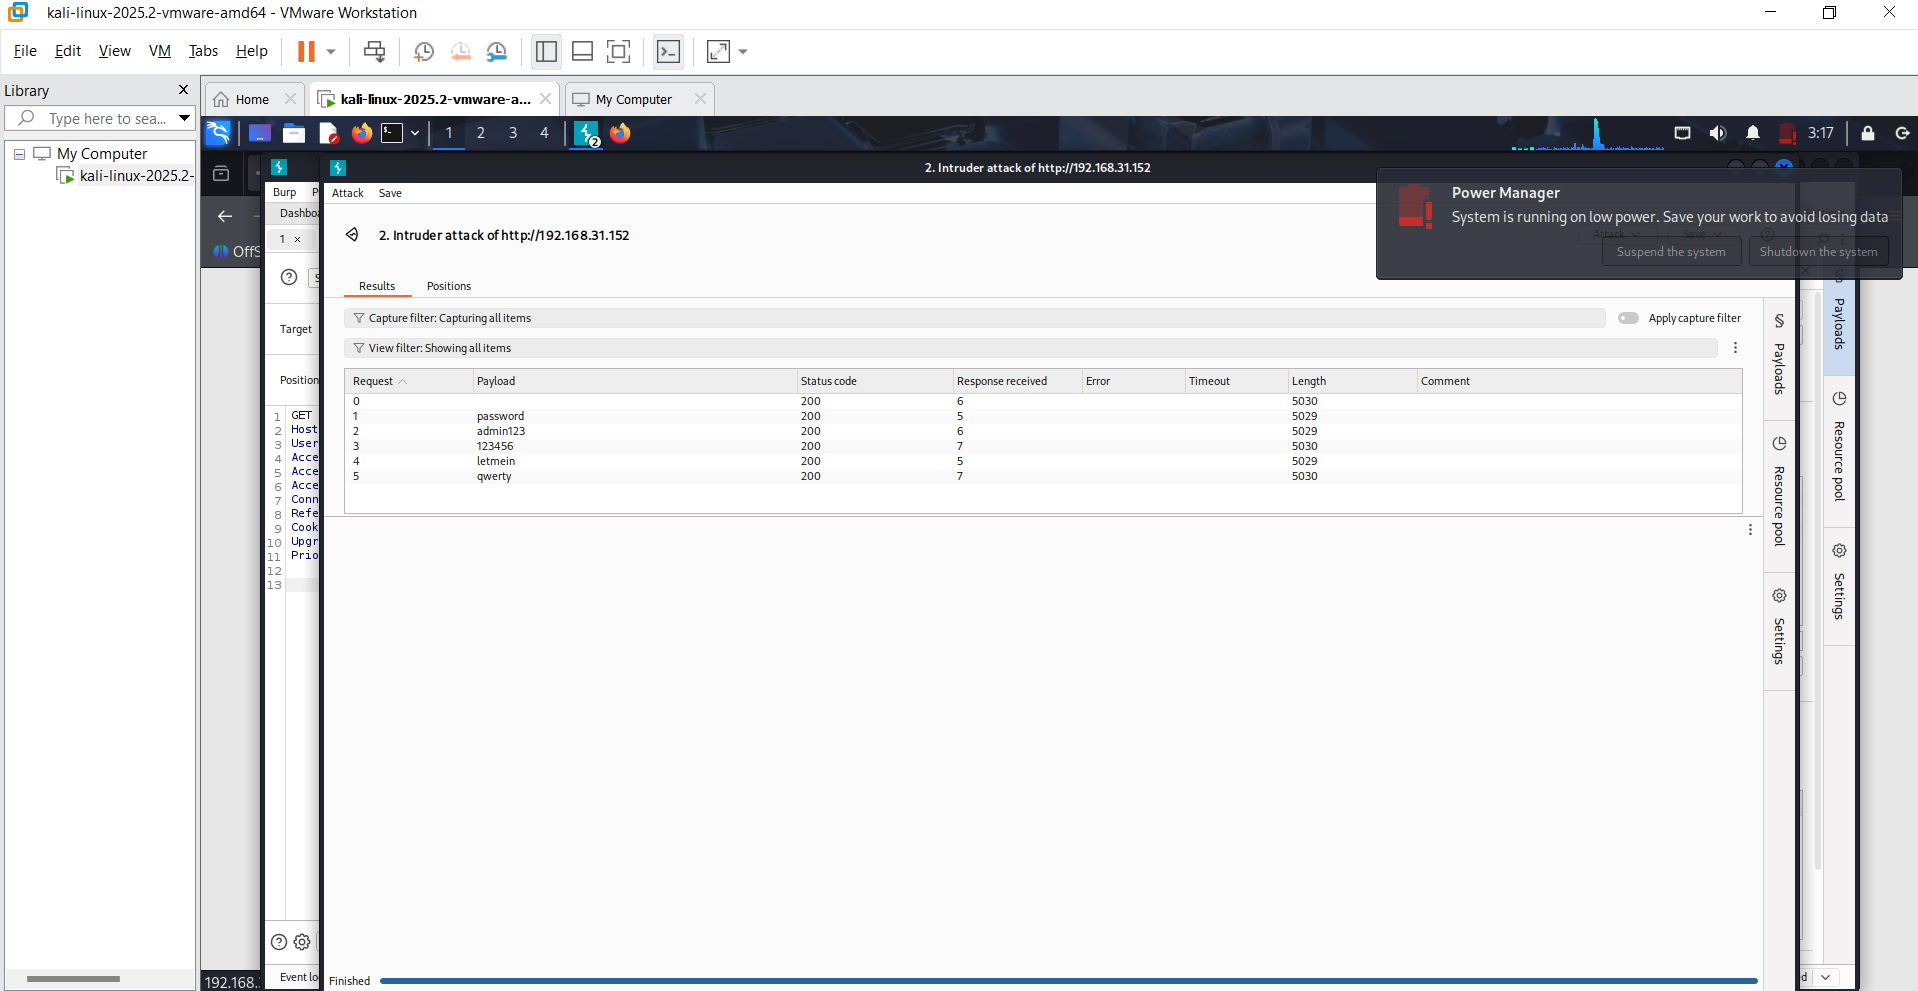 kali-linux-2025.2-vmware-amd64 - VMware Workstation
File Edit View VM Tabs Help
Library
Type here to sea...
My Computer
kali-linux-2025.2-
Home
kali-linux-2025.2-vmware-a...
My Computer
1 2 3 4
2
3:17
2. Intruder attack of http://192.168.31.152
Burp P
Attack Save
Power Manager
System is running on low power. Save your work to avoid losing data
Attack Save
Suspend the system Shutdown the system
Dashboa
1 ×
OffS
2. Intruder attack of http://192.168.31.152
S
Results Positions
Target
Position
Capture filter: Capturing all items
Apply capture filter
View filter: Showing all items
Request Payload Status code Response received Error Timeout Length Comment
0 200 6 5030
1 password 200 5 5029
2 admin123 200 6 5029
3 123456 200 7 5030
4 letmein 200 5 5029
5 qwerty 200 7 5030
1 GET
2 Host
3 User
4 Acce
5 Acce
6 Acce
7 Conn
8 Refe
9 Cook
10 Upgr
11 Prio
12
13
Payloads
Resource pool
Settings
Payloads
Resource pool
Settings
Event lo
192.168.
Finished
d